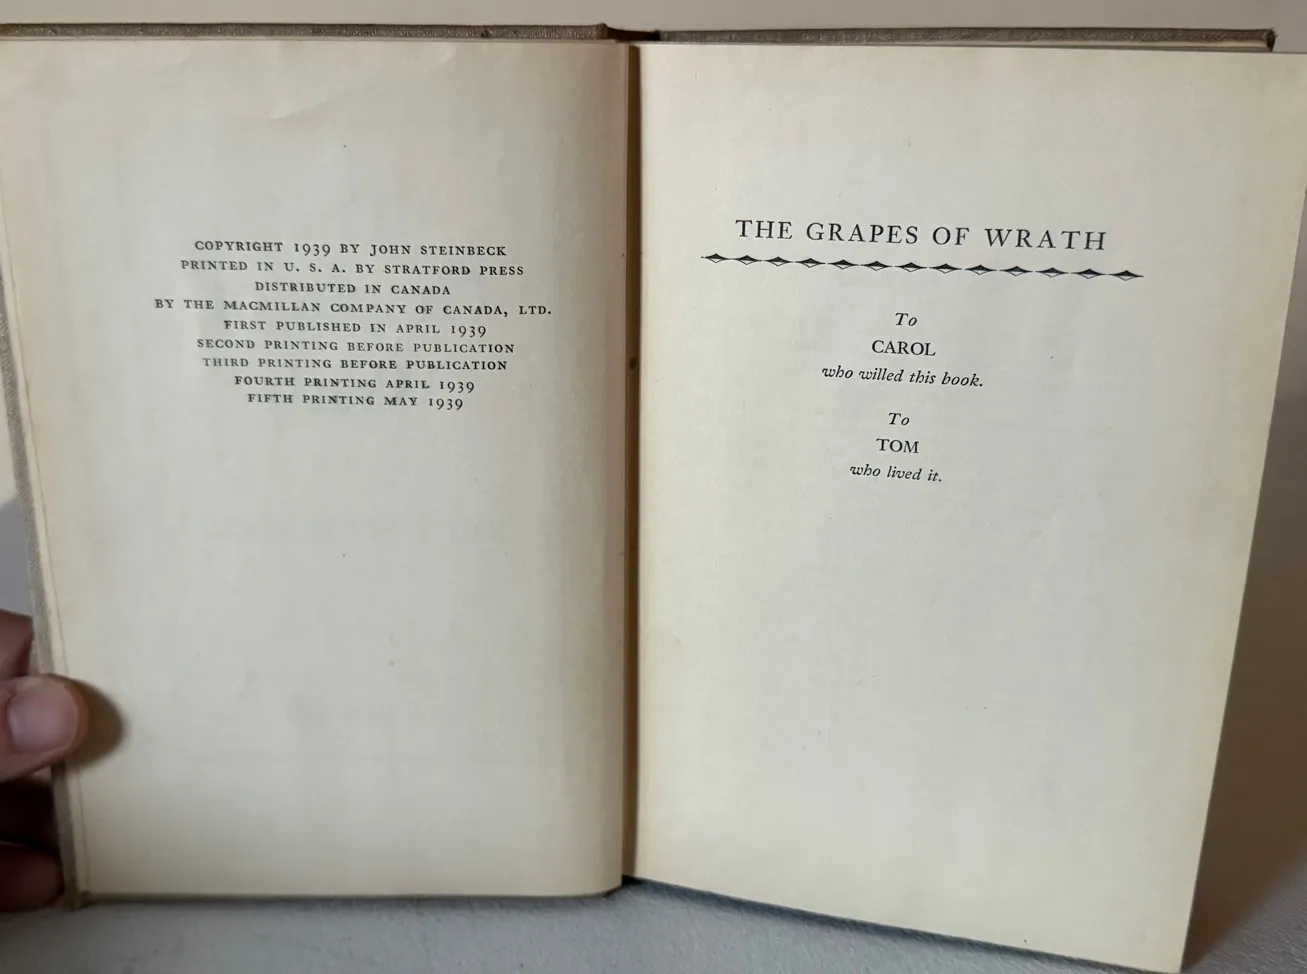 COPYRIGHT 1939 BY JOHN STEINBECK
PRINTED IN U. S. A. BY STRATFORD PRESS
DISTRIBUTED IN CANADA
BY THE MACMILLAN COMPANY OF CANADA, LTD.
FIRST PUBLISHED IN APRIL 1939
SECOND PRINTING BEFORE PUBLICATION
THIRD PRINTING BEFORE PUBLICATION
FOURTH PRINTING APRIL 1939
FIFTH PRINTING MAY 1939
THE GRAPES OF WRATH
To
CAROL
who willed this book.
To
TOM
who lived it.